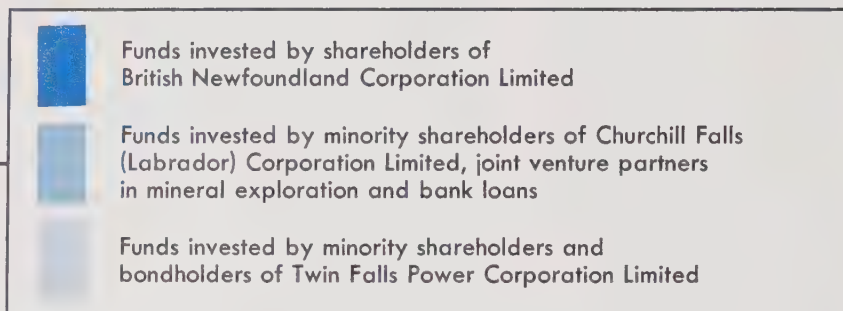 Funds invested by shareholders of
British Newfoundland Corporation Limited
Funds invested by minority shareholders of Churchill Falls
(Labrador) Corporation Limited, joint venture partners
in mineral exploration and bank loans
Funds invested by minority shareholders and
bondholders of Twin Falls Power Corporation Limited